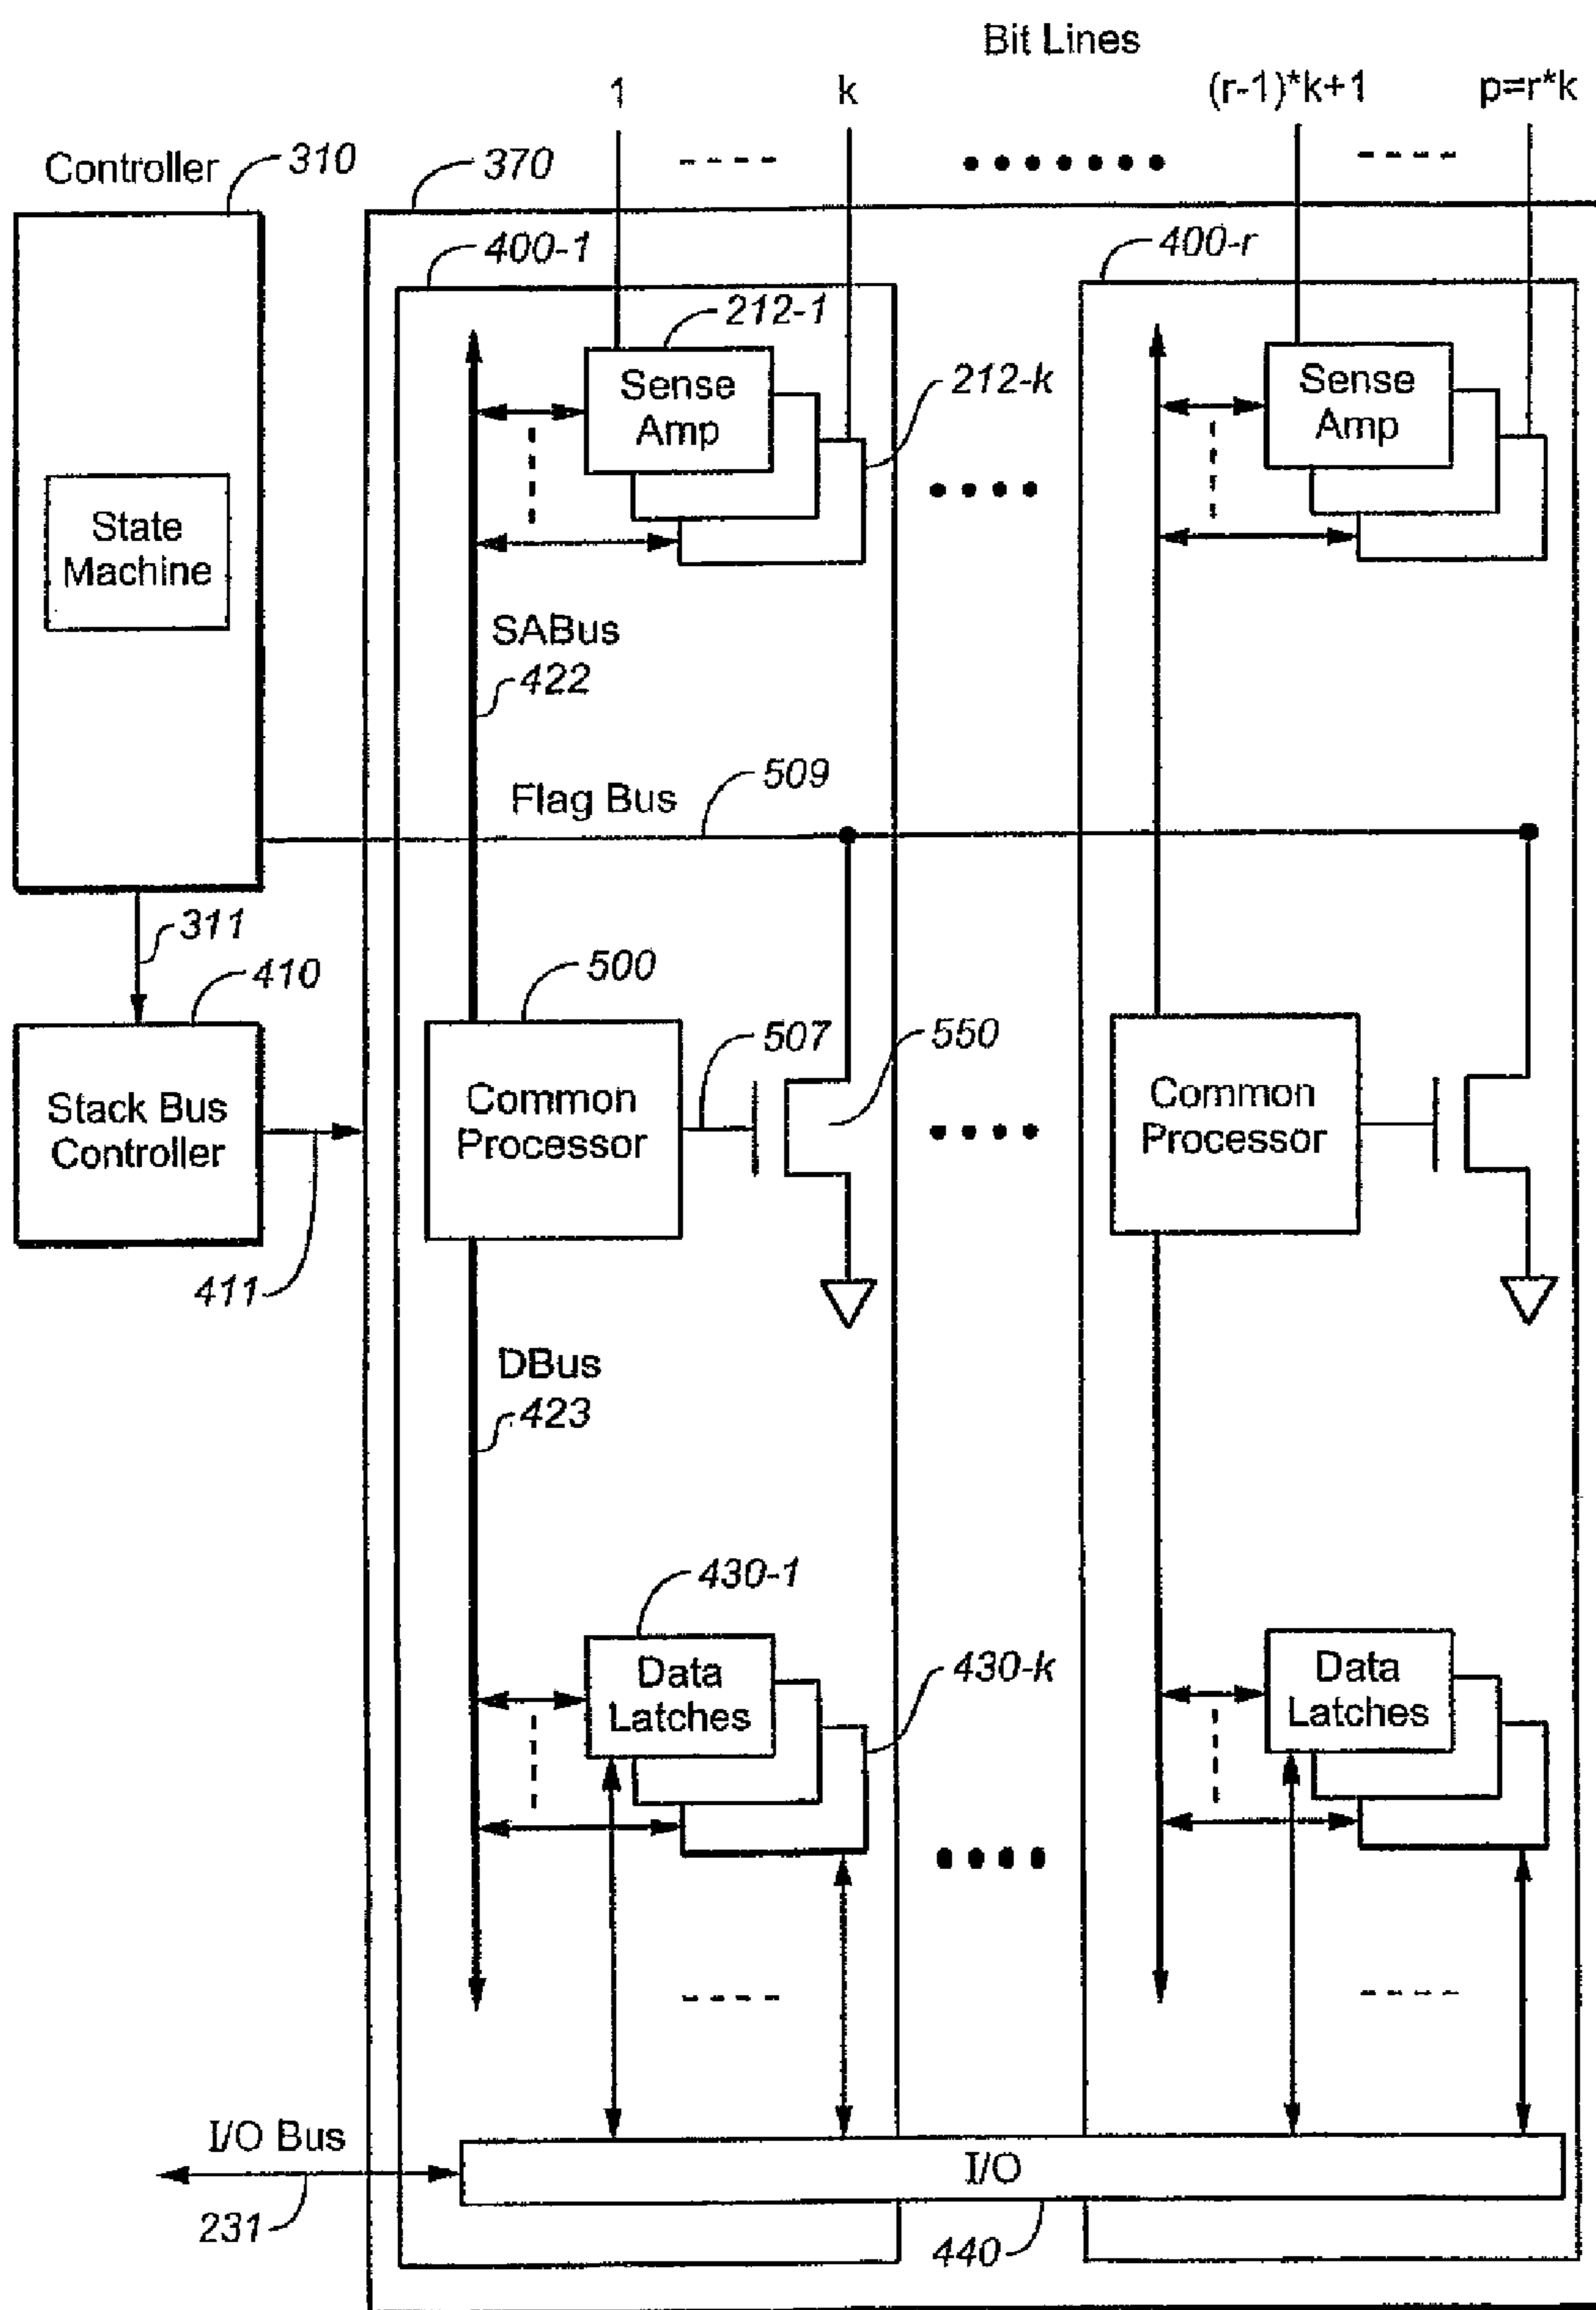 Bit Lines
1
k
(r-1)*k+1
p=r*k
Controller
310
370
400-1
400-r
212-1
Sense
Amp
212-k
Sense
Amp
State
Machine
SABus
422
Flag Bus
509
311
410
500
507
550
Stack Bus
Controller
Common
Processor
Common
Processor
411
DBus
423
430-1
Data
Latches
430-k
Data
Latches
I/O Bus
I/O
231
440